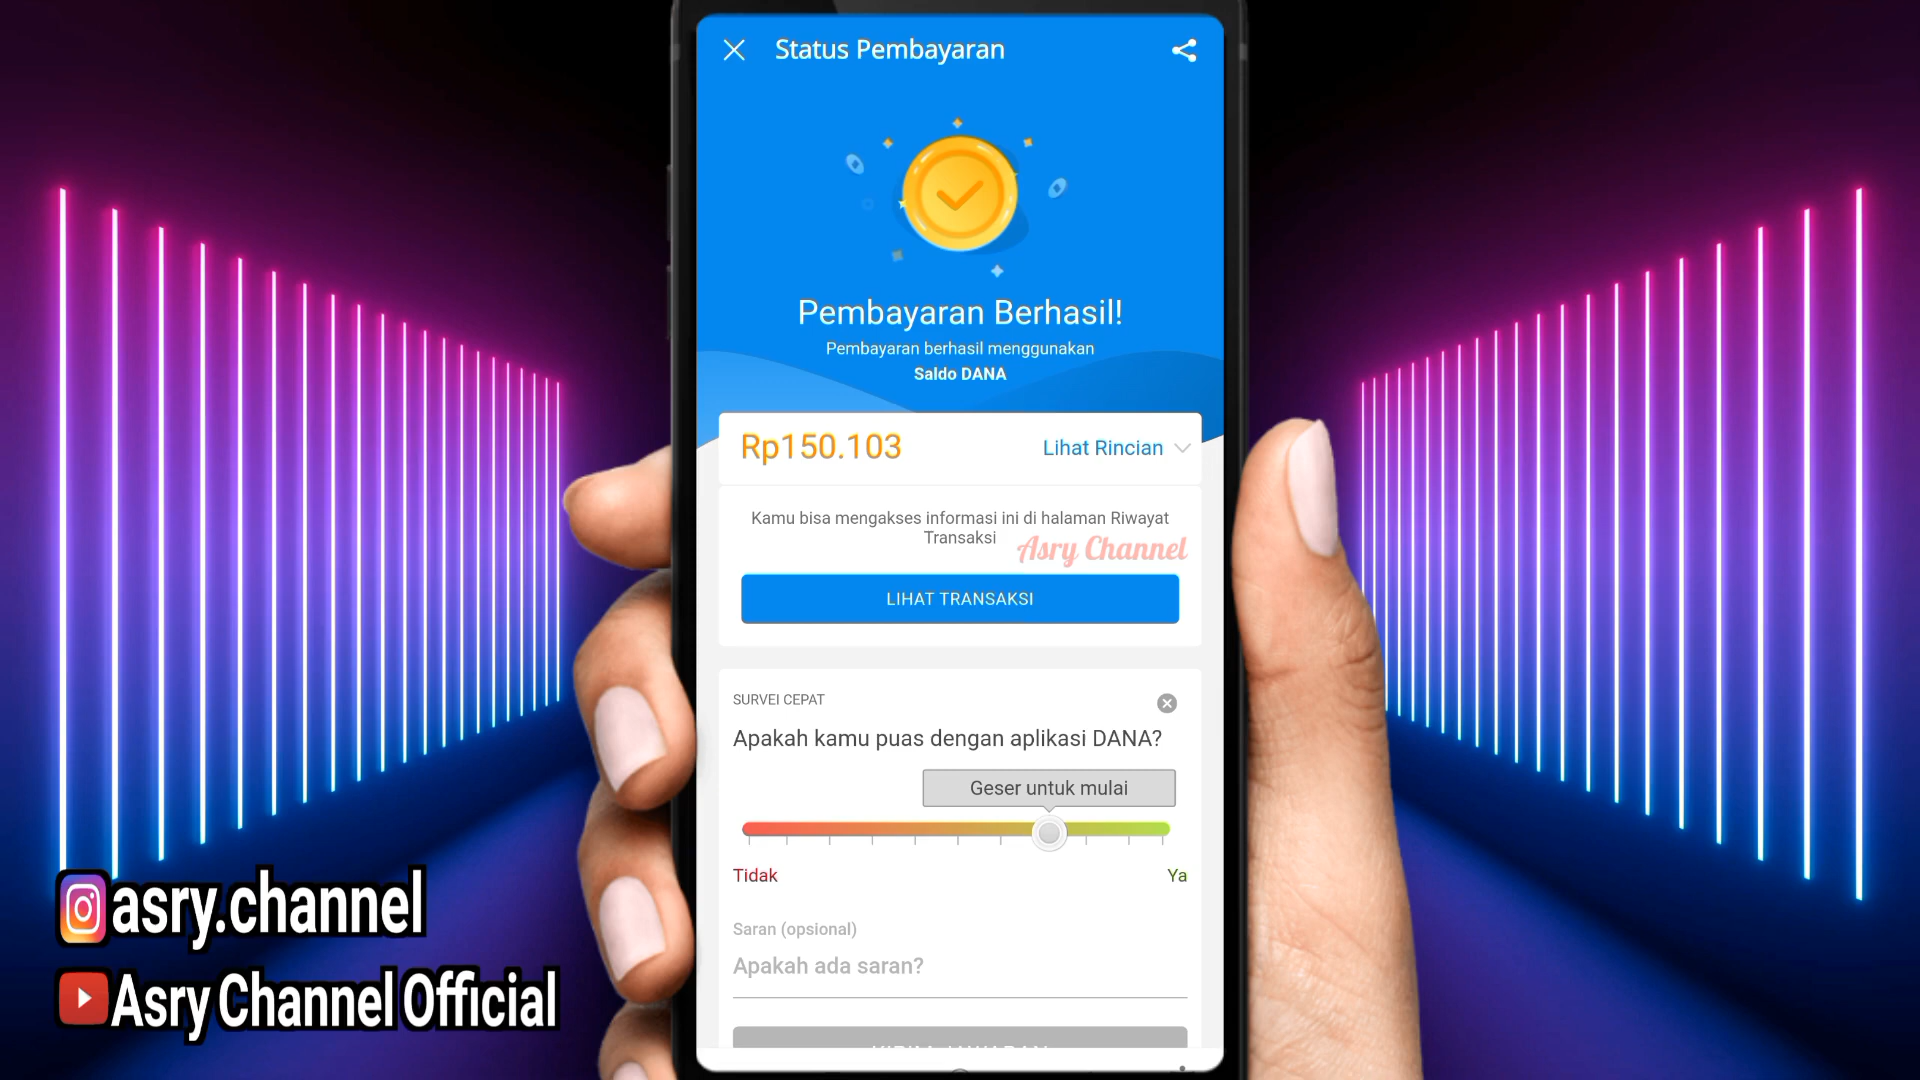 Status Pembayaran
Pembayaran Berhasil!
Pembayaran berhasil menggunakan
Saldo DANA
Rp150.103
Lihat Rincian
Kamu bisa mengakses informasi ini di halaman Riwayat
Transaksi
Asry Channel
LIHAT TRANSAKSI
SURVEI CEPAT
Apakah kamu puas dengan aplikasi DANA?
Geser untuk mulai
Tidak
Ya
Saran (opsional)
Apakah ada saran?
asry.channel
Asry Channel Official